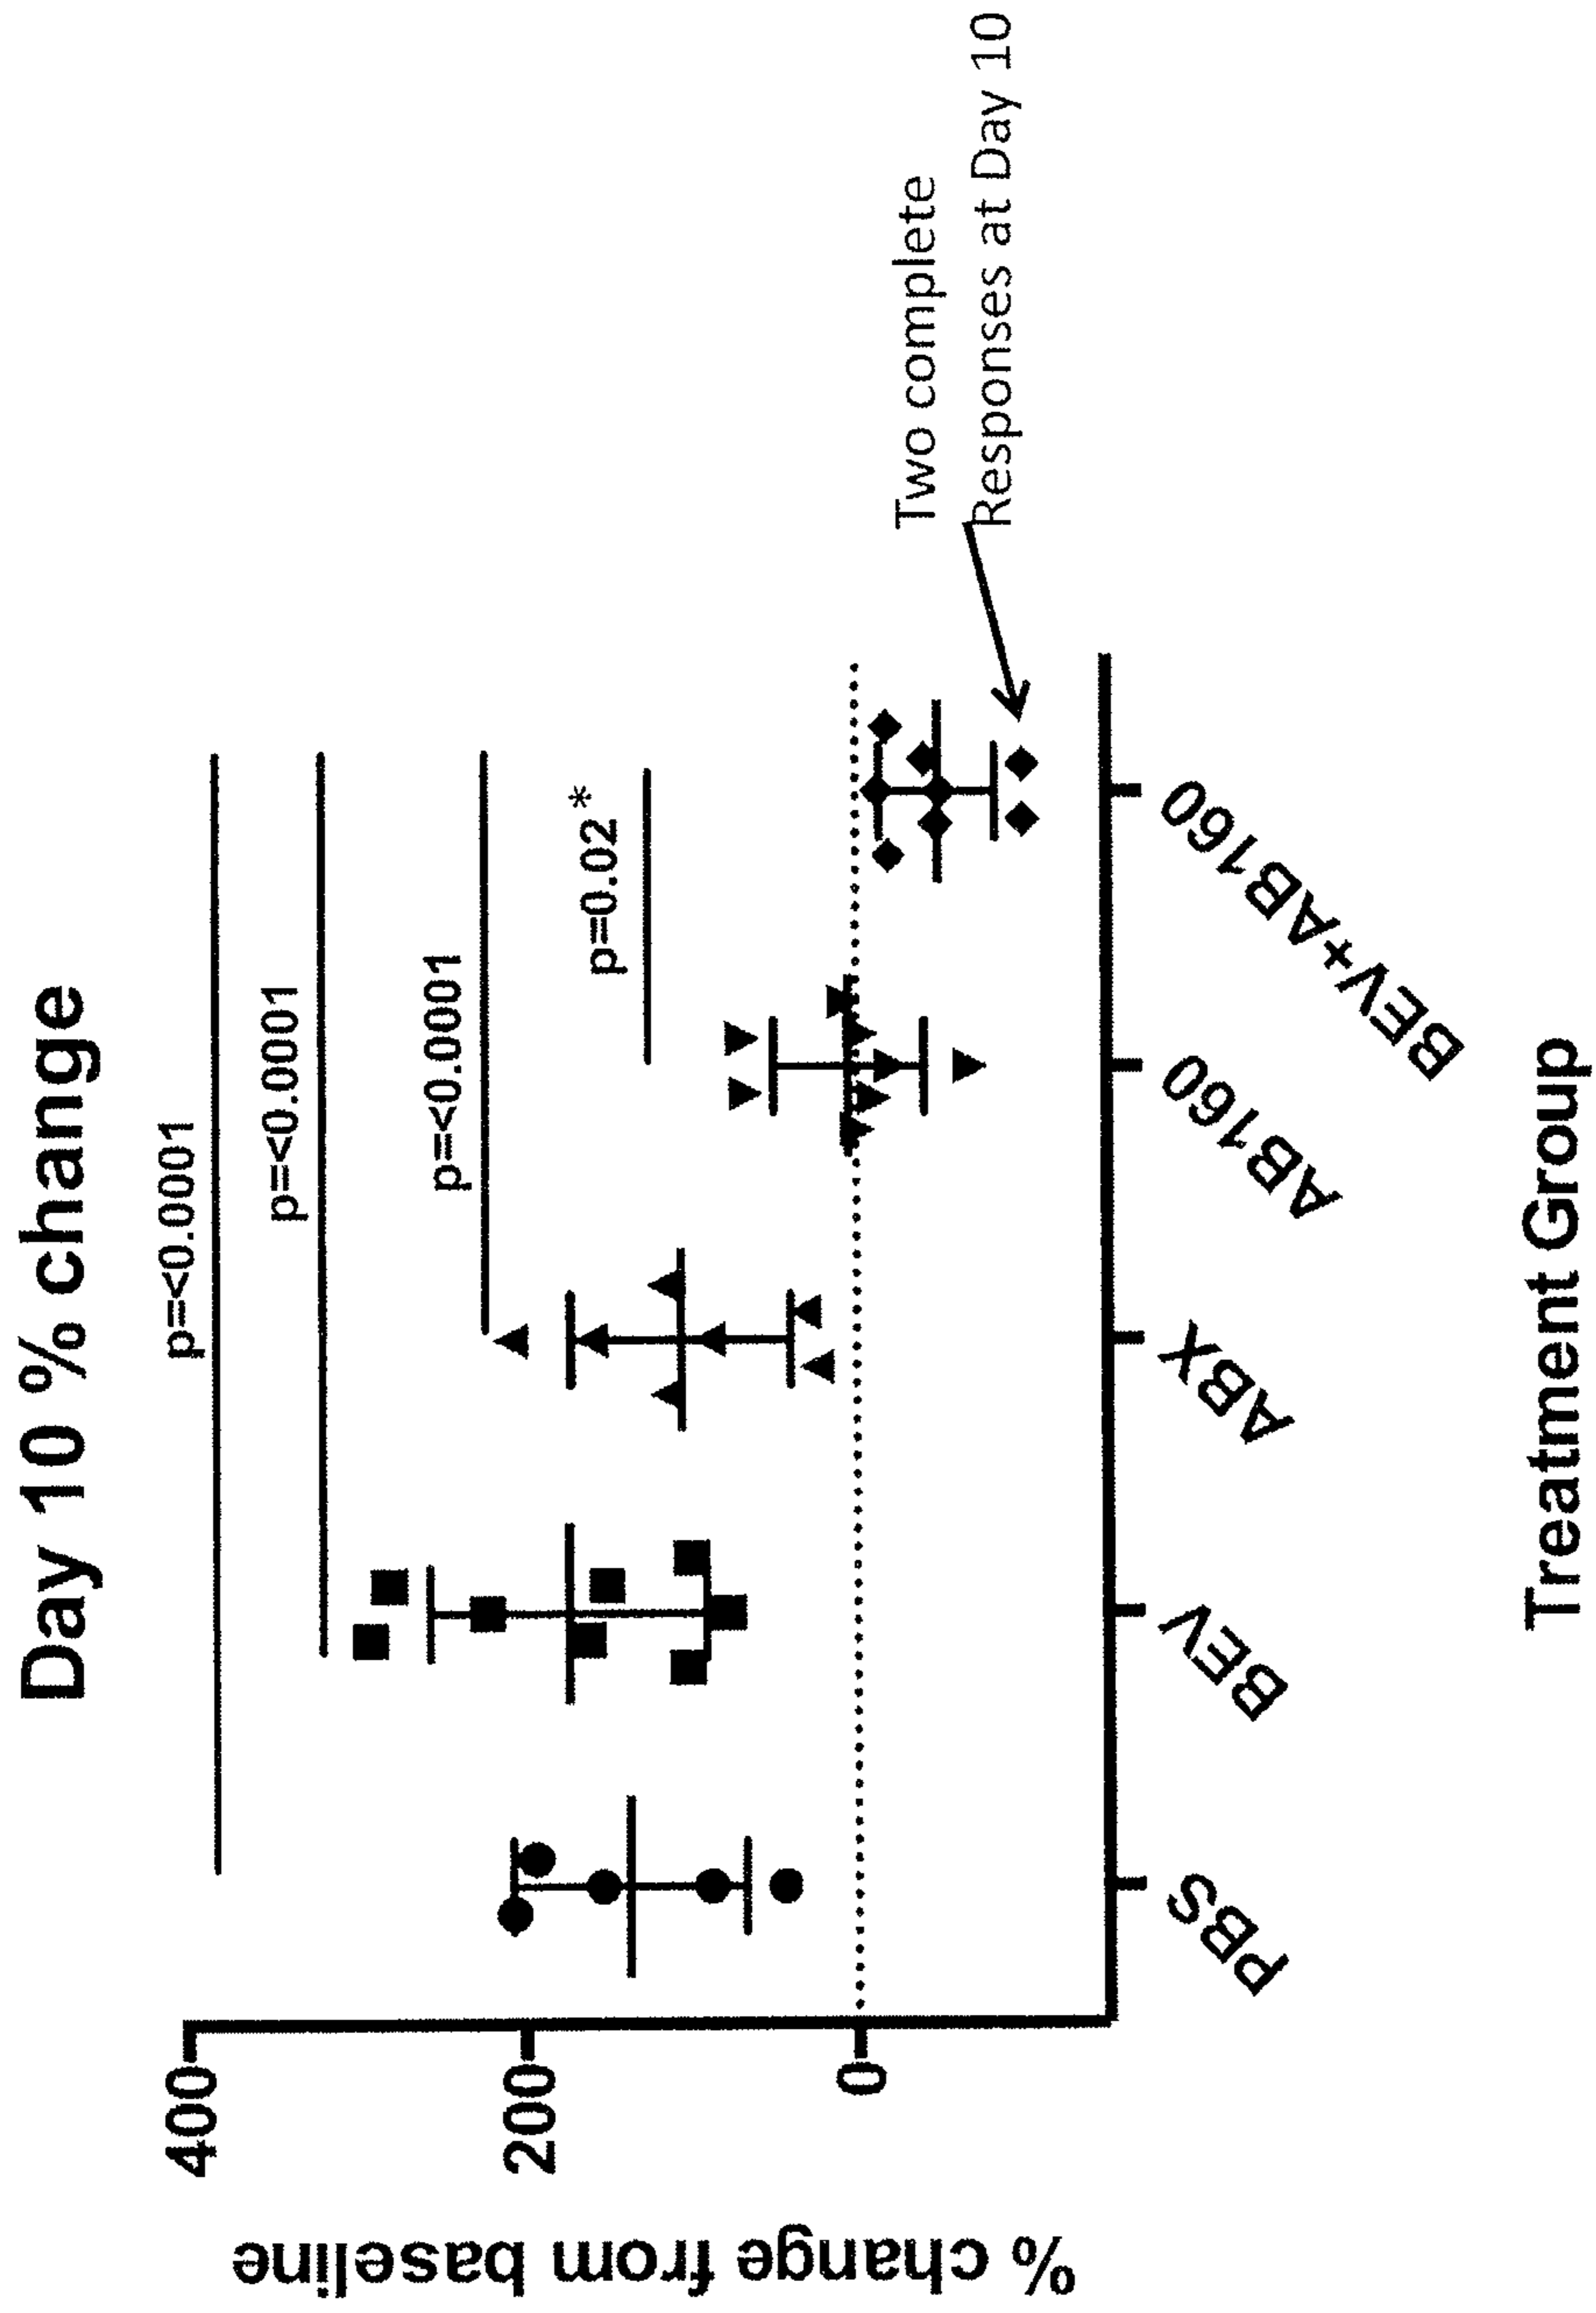 Day 10 % change
p=<0.0001
p=<0.0001
p=<0.0001
p=0.02*
400
200
0
% change from baseline
Two complete
Responses at Day 10
PBS
BEV
ABX
AB160
BEV+AB160
Treatment Group